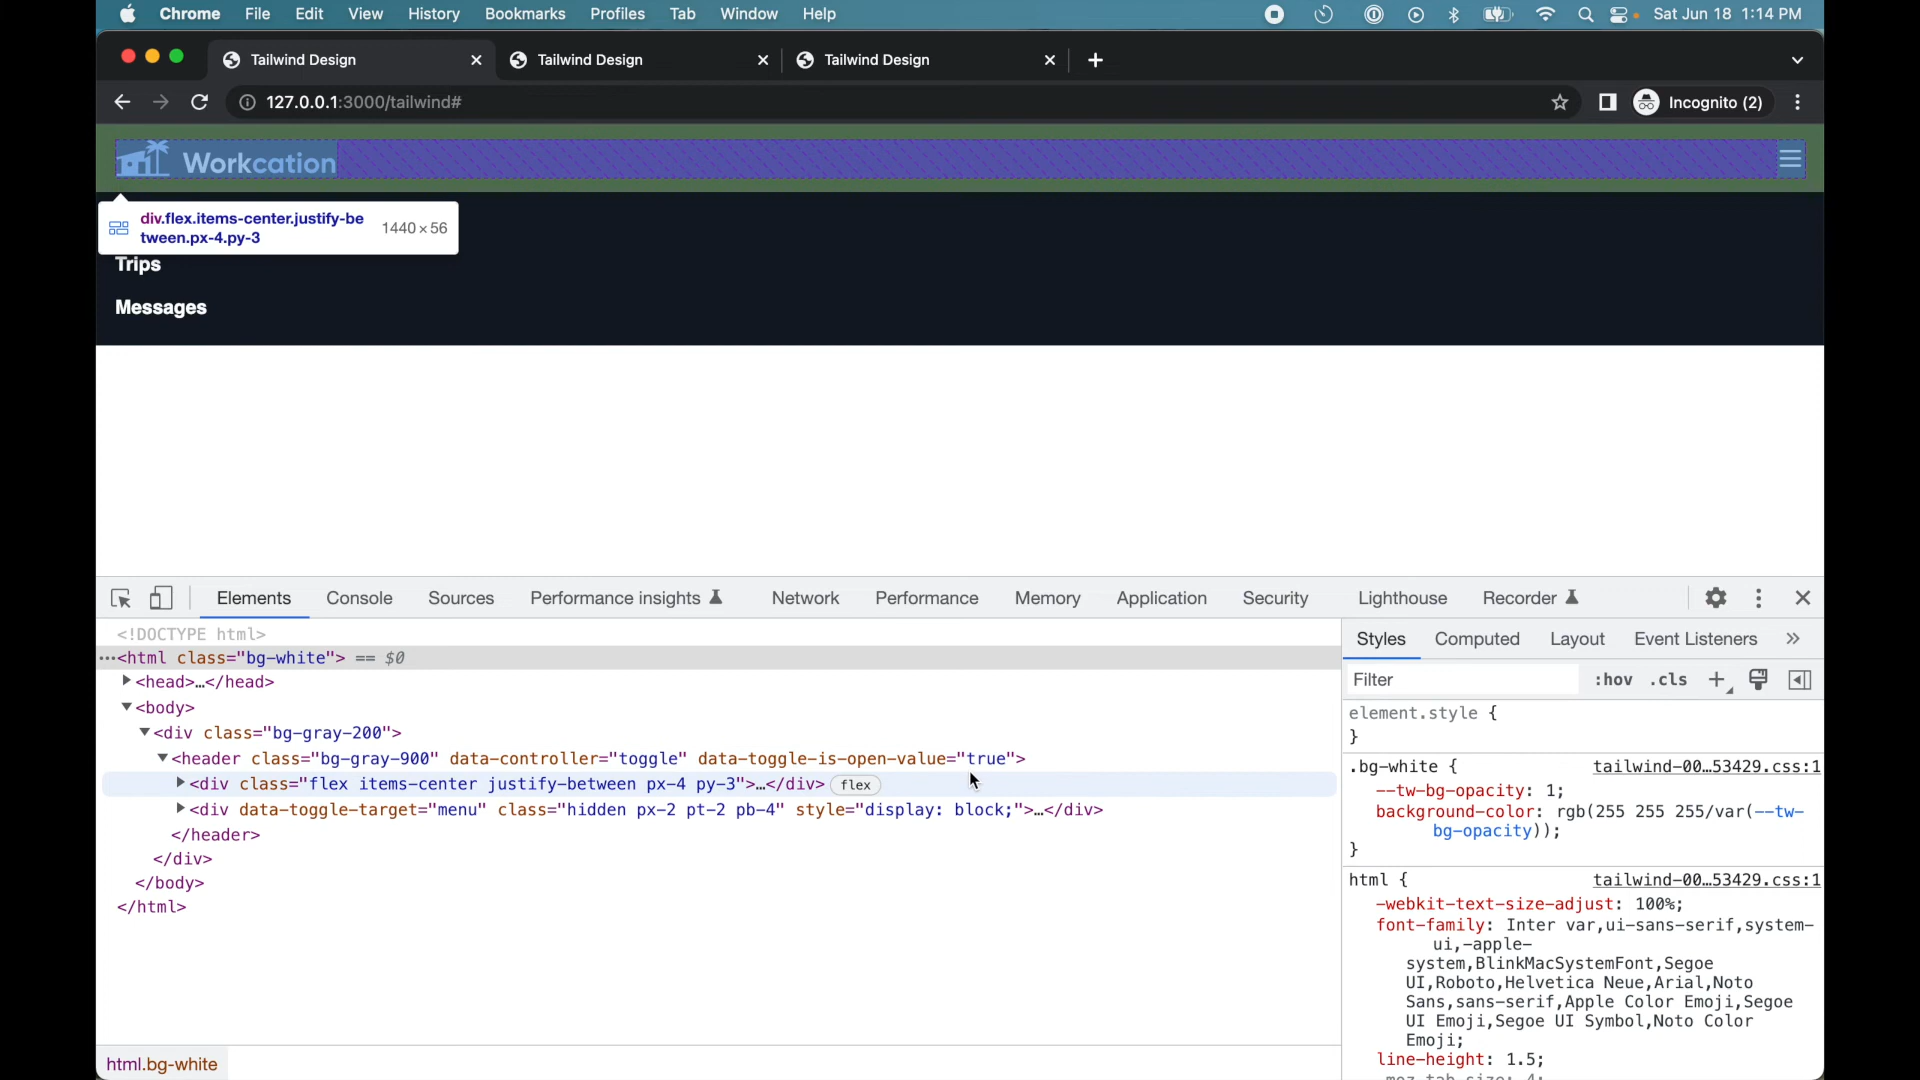 Chrome File Edit View History Bookmarks Profiles Tab Window Help Sat Jun 18 1:14 PM
Tailwind Design Tailwind Design Tailwind Design
127.0.0.1:3000/tailwind# Incognito (2)
Workcation
div.flex.items-center.justify-be
tween.px-4.py-3
1440 × 56
Trips
Messages
Elements Console Sources Performance insights Network Performance Memory Application Security Lighthouse Recorder
<!DOCTYPE html>
…<html class="bg-white"> == $0
<head>…</head>
<body>
<div class="bg-gray-200">
<header class="bg-gray-900" data-controller="toggle" data-toggle-is-open-value="true">
<div class="flex items-center justify-between px-4 py-3">…</div> flex
<div data-toggle-target="menu" class="hidden px-2 pt-2 pb-4" style="display: block;">…</div>
</header>
</div>
</body>
</html>
html.bg-white
Styles Computed Layout Event Listeners »
Filter :hov .cls +
element.style {
}
.bg-white { tailwind-00…53429.css:1
--tw-bg-opacity: 1;
background-color: rgb(255 255 255/var(--tw-
bg-opacity));
}
html { tailwind-00…53429.css:1
-webkit-text-size-adjust: 100%;
font-family: Inter var,ui-sans-serif,system-
ui,-apple-
system,BlinkMacSystemFont,Segoe
UI,Roboto,Helvetica Neue,Arial,Noto
Sans,sans-serif,Apple Color Emoji,Segoe
UI Emoji,Segoe UI Symbol,Noto Color
Emoji;
line-height: 1.5;